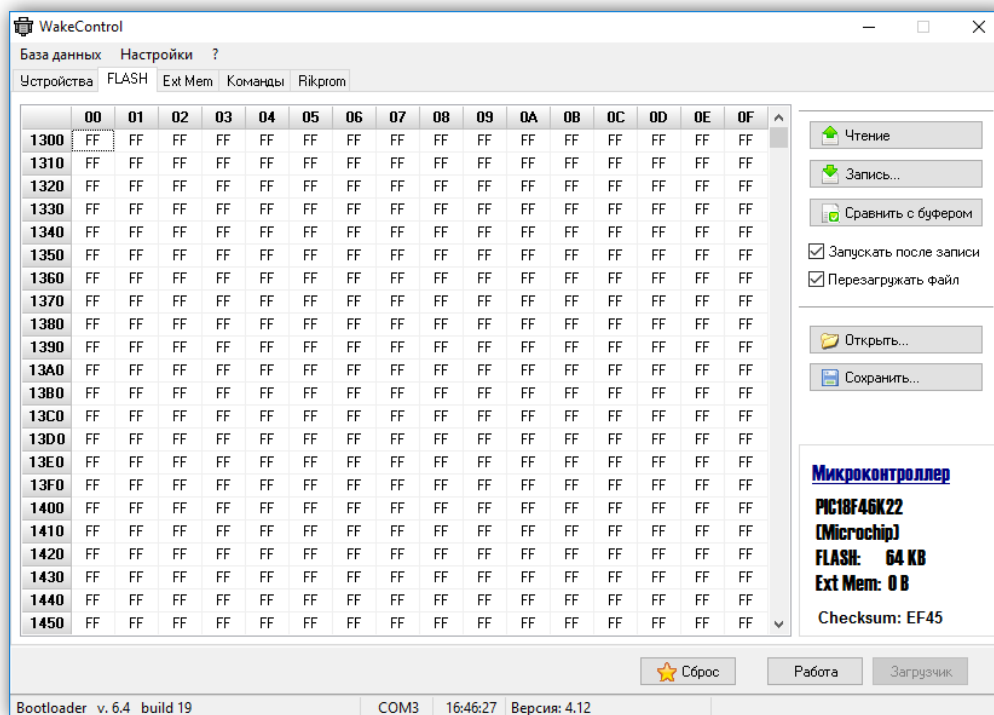 WakeControl
База данных Настройки ?
Устройства FLASH Ext Mem Команды Rikprom
00 01 02 03 04 05 06 07 08 09 0A 0B 0C 0D 0E 0F
1300 FF FF FF FF FF FF FF FF FF FF FF FF FF FF FF FF
1310 FF FF FF FF FF FF FF FF FF FF FF FF FF FF FF FF
1320 FF FF FF FF FF FF FF FF FF FF FF FF FF FF FF FF
1330 FF FF FF FF FF FF FF FF FF FF FF FF FF FF FF FF
1340 FF FF FF FF FF FF FF FF FF FF FF FF FF FF FF FF
1350 FF FF FF FF FF FF FF FF FF FF FF FF FF FF FF FF
1360 FF FF FF FF FF FF FF FF FF FF FF FF FF FF FF FF
1370 FF FF FF FF FF FF FF FF FF FF FF FF FF FF FF FF
1380 FF FF FF FF FF FF FF FF FF FF FF FF FF FF FF FF
1390 FF FF FF FF FF FF FF FF FF FF FF FF FF FF FF FF
13A0 FF FF FF FF FF FF FF FF FF FF FF FF FF FF FF FF
13B0 FF FF FF FF FF FF FF FF FF FF FF FF FF FF FF FF
13C0 FF FF FF FF FF FF FF FF FF FF FF FF FF FF FF FF
13D0 FF FF FF FF FF FF FF FF FF FF FF FF FF FF FF FF
13E0 FF FF FF FF FF FF FF FF FF FF FF FF FF FF FF FF
13F0 FF FF FF FF FF FF FF FF FF FF FF FF FF FF FF FF
1400 FF FF FF FF FF FF FF FF FF FF FF FF FF FF FF FF
1410 FF FF FF FF FF FF FF FF FF FF FF FF FF FF FF FF
1420 FF FF FF FF FF FF FF FF FF FF FF FF FF FF FF FF
1430 FF FF FF FF FF FF FF FF FF FF FF FF FF FF FF FF
1440 FF FF FF FF FF FF FF FF FF FF FF FF FF FF FF FF
1450 FF FF FF FF FF FF FF FF FF FF FF FF FF FF FF FF
Чтение
Запись...
Сравнить с буфером
Запускать после записи
Перезагружать файл
Открыть...
Сохранить...
Микроконтроллер
PIC18F46K22
(Microchip)
FLASH: 64 KB
Ext Mem: 0 B
Checksum: EF45
Сброс Работа Загрузчик
Bootloader v. 6.4 build 19 COM3 16:46:27 Версия: 4.12